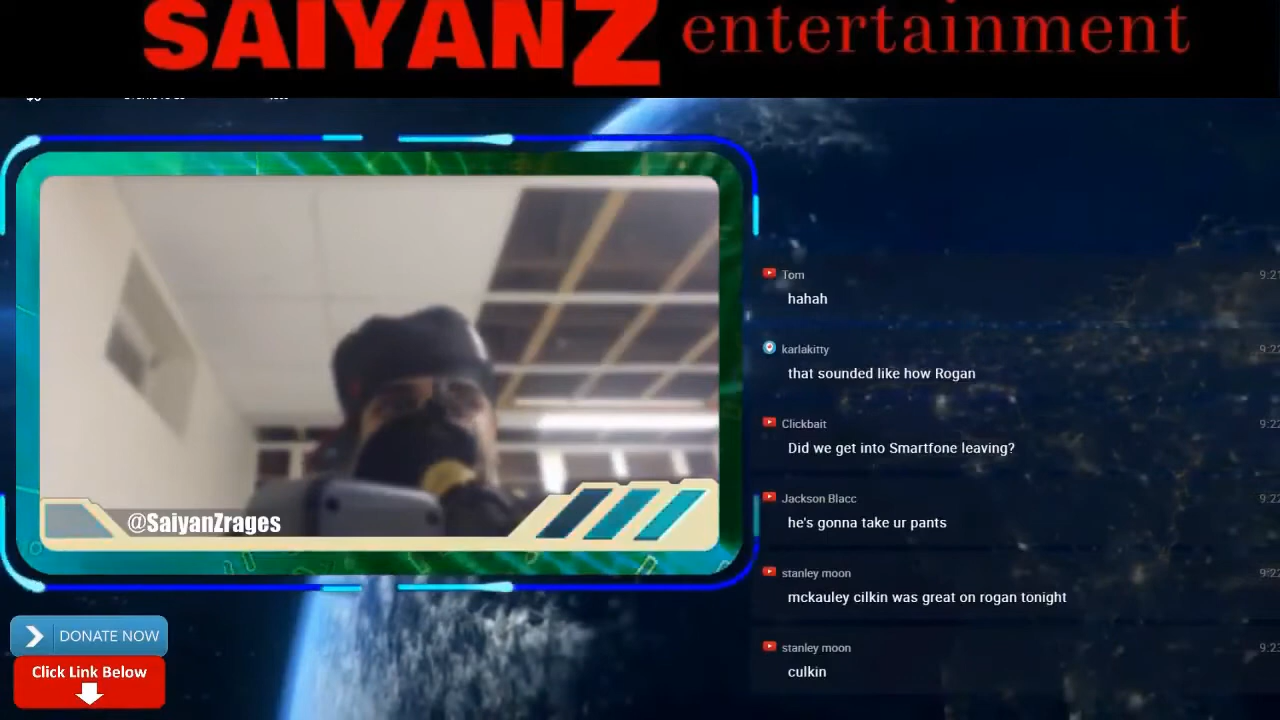 SAIYANZ entertainment
Tom
hahah
karlakitty
that sounded like how Rogan
Clickbait
Did we get into Smartfone leaving?
Jackson Blacc
he's gonna take ur pants
stanley moon
mckauley cilkin was great on rogan tonight
stanley moon
culkin
@SaiyanZrages
DONATE NOW
Click Link Below